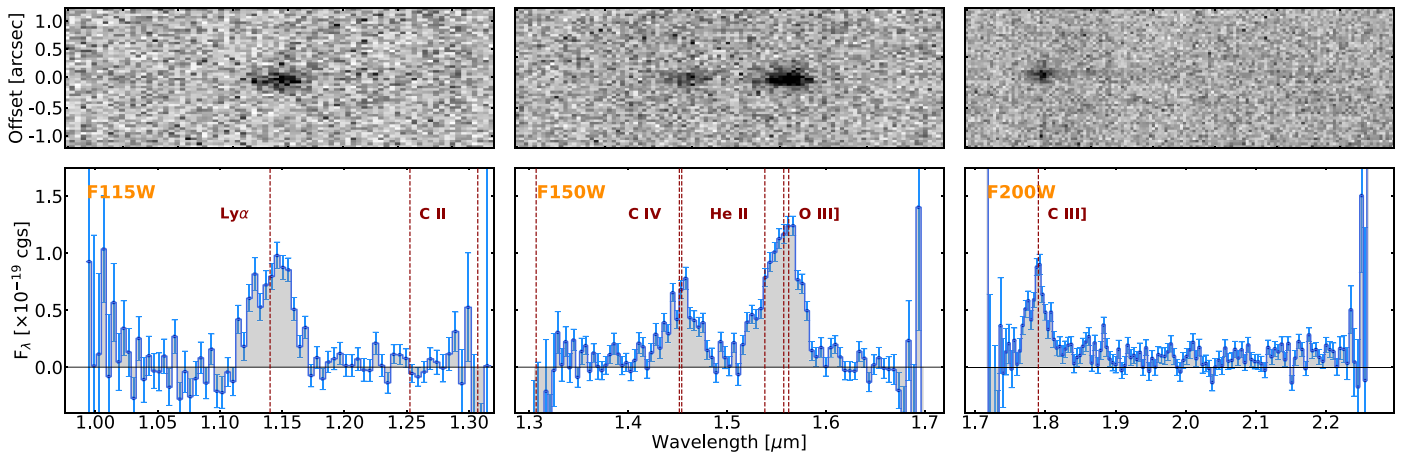 Offset [arcsec]
1.0
0.5
0.0
-0.5
-1.0
F115W
Lyα
C II
F150W
C IV
He II
O III]
F200W
C III]
F_λ [×10⁻¹⁹ cgs]
1.5
1.0
0.5
0.0
1.00 1.05 1.10 1.15 1.20 1.25 1.30
1.3 1.4 1.5 1.6 1.7
1.7 1.8 1.9 2.0 2.1 2.2
Wavelength [μm]